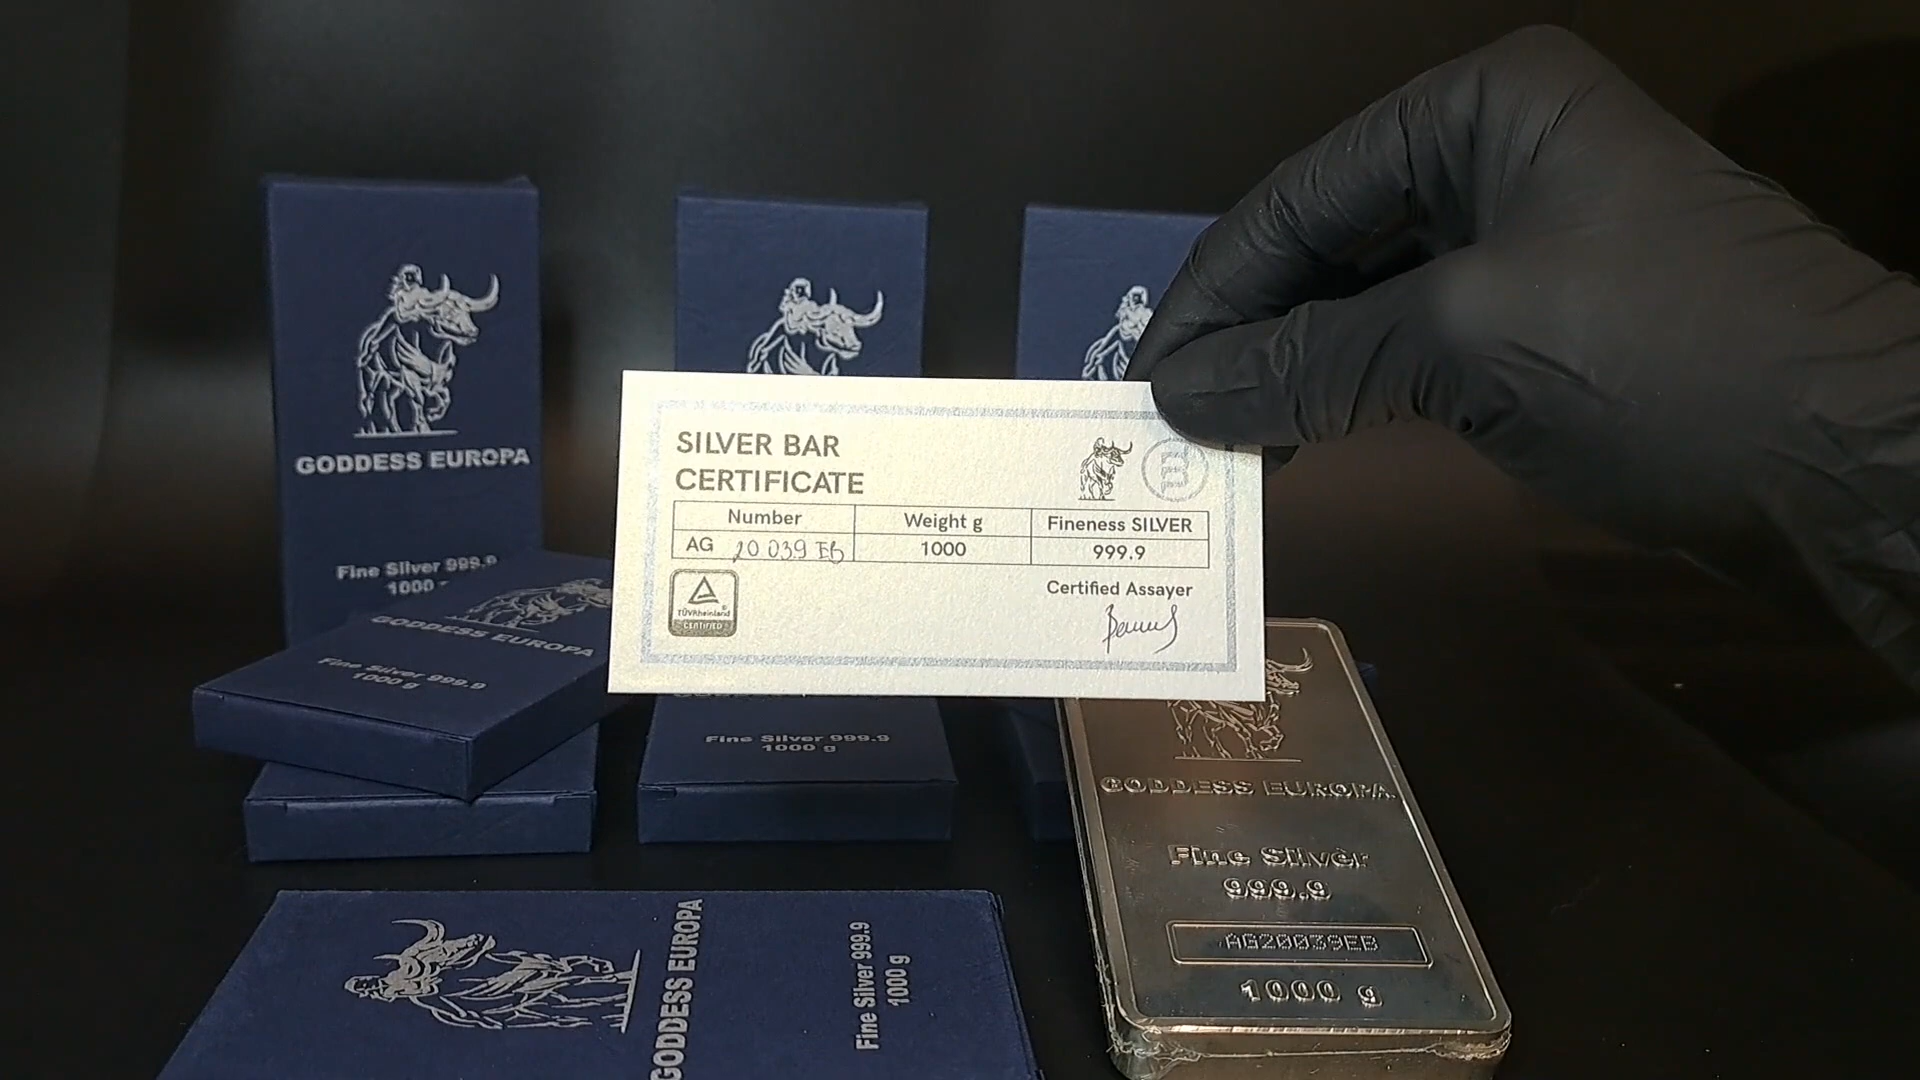 GODDESS EUROPA
Fine Silver 999.9
1000
GODDESS EUROPA
Fine Silver 999.9
1000 g
SILVER BAR
CERTIFICATE
Number
Weight g
Fineness SILVER
AG 20 039 EB
1000
999.9
TÜVRheinland
CERTIFIED
Certified Assayer
Fine Silver 999.9
1000 g
GODDESS EUROPA
Fine Silver 999.9
1000 g
GODDESS EUROPA
Fine Silver
999.9
AG20039EB
1000 g